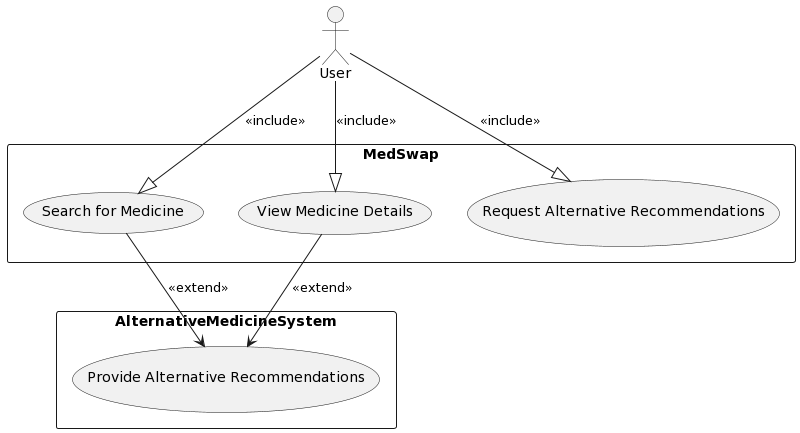 User
«include»
«include»
«include»
MedSwap
Search for Medicine
View Medicine Details
Request Alternative Recommendations
«extend»
«extend»
AlternativeMedicineSystem
Provide Alternative Recommendations